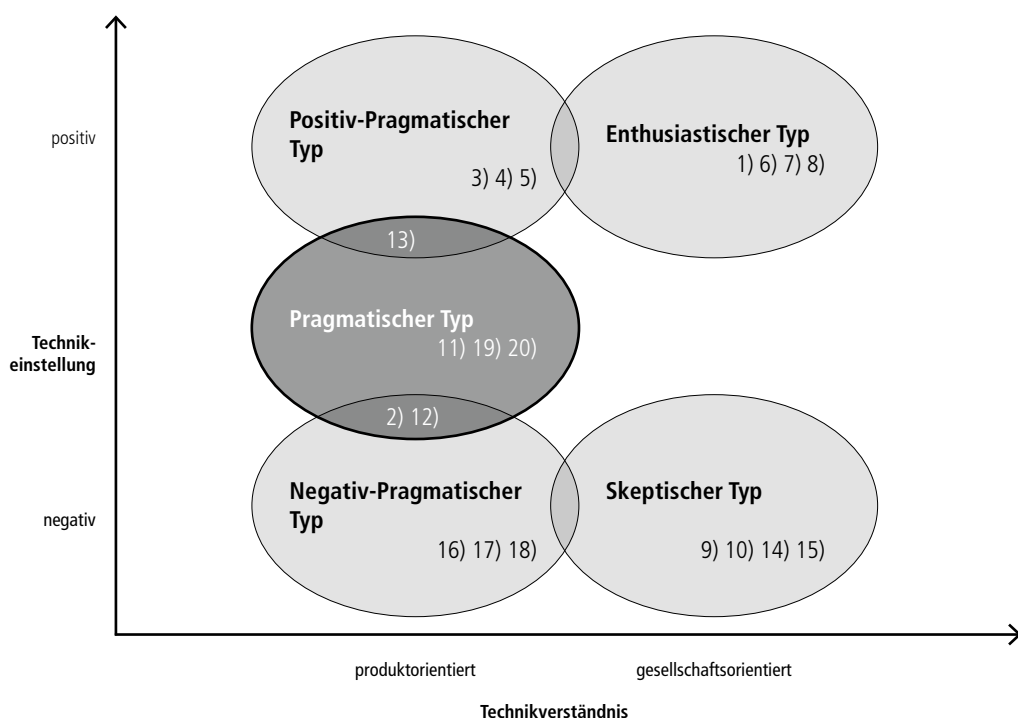 positiv
Positiv-Pragmatischer
Typ
3) 4) 5)
Enthusiastischer Typ
1) 6) 7) 8)
13)
Technik-
einstellung
Pragmatischer Typ
11) 19) 20)
2) 12)
negativ
Negativ-Pragmatischer
Typ
16) 17) 18)
Skeptischer Typ
9) 10) 14) 15)
produktorientiert
gesellschaftsorientiert
Technikverständnis